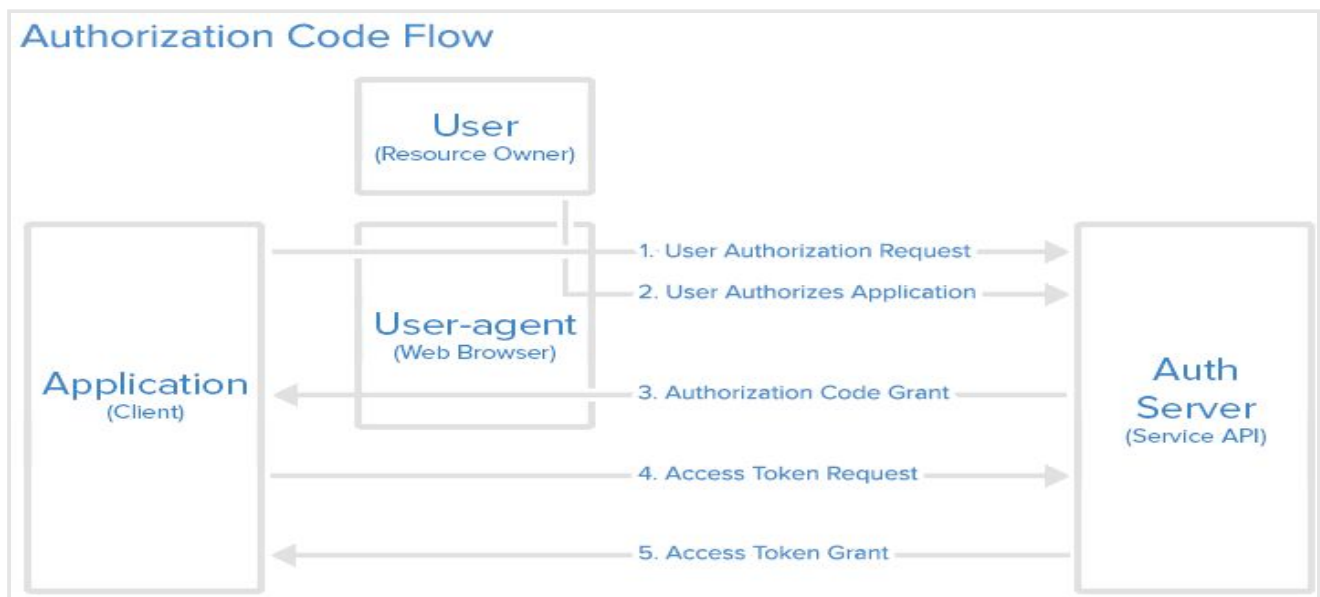 Authorization Code Flow
User
(Resource Owner)
1. User Authorization Request
2. User Authorizes Application
User-agent
(Web Browser)
Application
(Client)
3. Authorization Code Grant
Auth
Server
(Service API)
4. Access Token Request
5. Access Token Grant